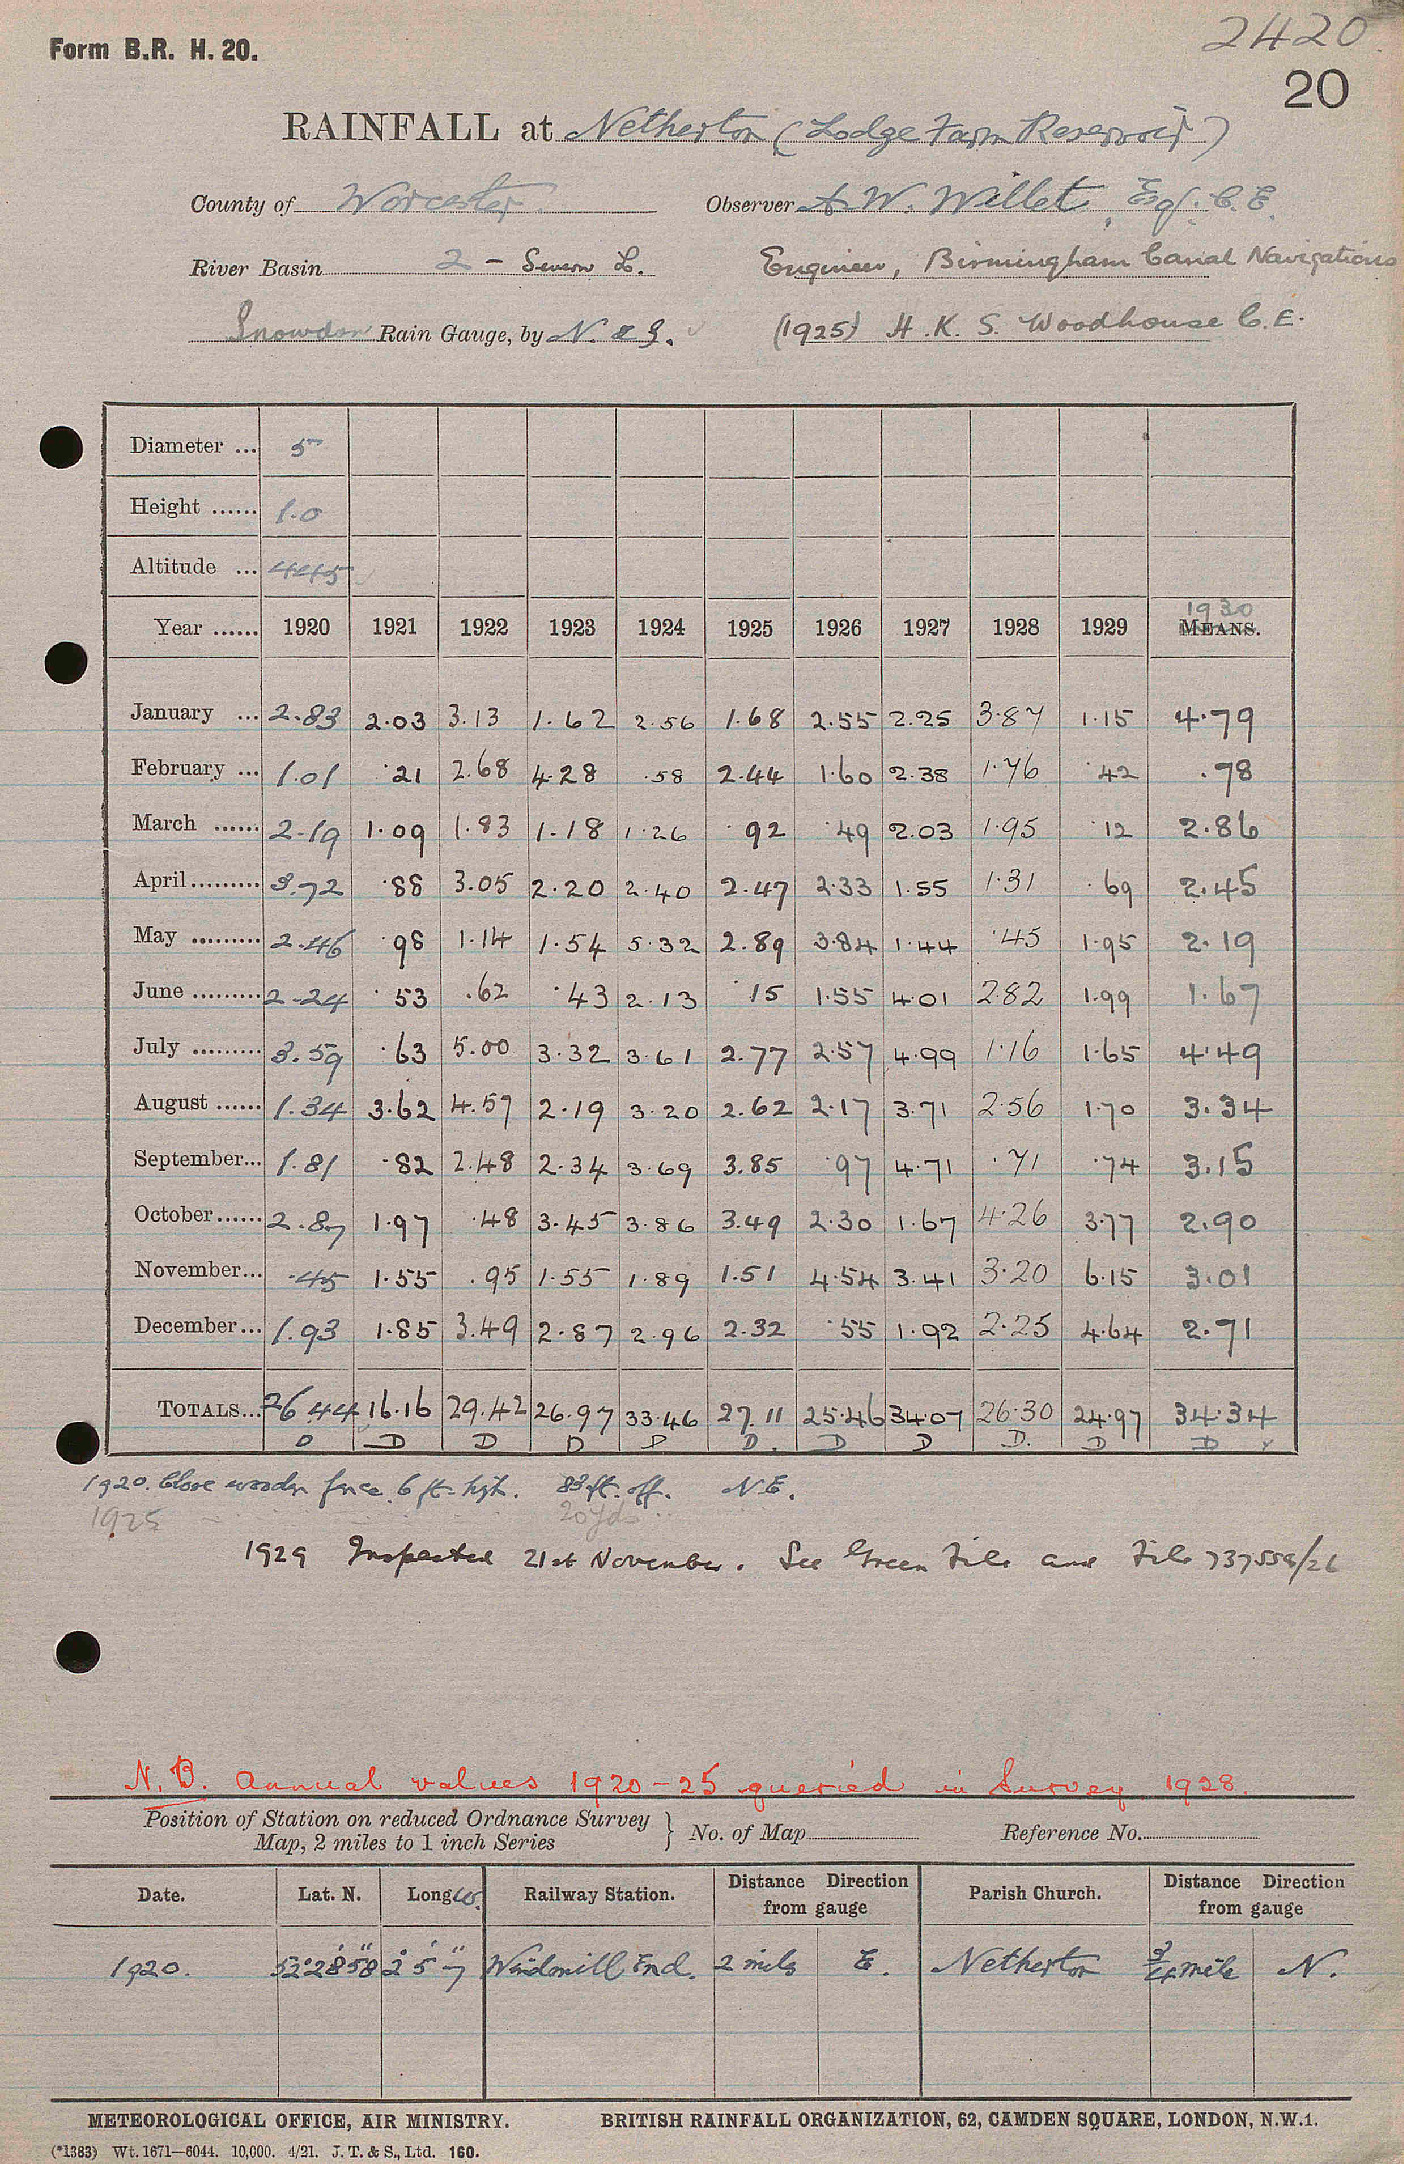 2420
Form B.R. H. 20.
20
RAINFALL at Netherton (Lodge Farm Reservoir)
County of Worcester Observer A. W. Willet, Esq. C.E.
River Basin 2 - Severn L. Engineer, Birmingham Canal Navigations
Snowdon Rain Gauge, by N. & Z. (1925) H. K. S. Woodhouse C.E.
Diameter ... 5
Height ...... 1.0
Altitude ... 445
1930
Year ...... 1920 1921 1922 1923 1924 1925 1926 1927 1928 1929 MEANS.
January ... 2.83 2.03 3.13 1.62 2.56 1.68 2.55 2.25 3.87 1.15 4.79
February ... 1.01 .21 2.68 4.28 .58 2.44 1.60 2.38 1.76 .42 .78
March ...... 2.19 1.09 1.83 1.18 1.26 .92 .49 2.03 1.95 .12 2.86
April ......... 3.72 .88 3.05 2.20 2.40 2.47 2.33 1.55 1.31 .69 2.45
May ......... 2.46 .98 1.14 1.54 5.32 2.89 3.84 1.44 .45 1.95 2.19
June ......... 2.24 .53 .62 .43 2.13 .15 1.55 4.01 2.82 1.99 1.67
July ......... 3.59 .63 5.00 3.32 3.61 2.77 2.57 4.99 1.16 1.65 4.49
August ...... 1.34 3.62 4.57 2.19 3.20 2.62 2.17 3.71 2.56 1.70 3.34
September... 1.81 .82 2.48 2.34 3.69 3.85 .97 4.71 .71 .74 3.15
October ...... 2.87 1.97 .48 3.45 3.86 3.49 2.30 1.67 4.26 3.77 2.90
November... .45 1.55 .95 1.55 1.89 1.51 4.54 3.41 3.20 6.15 3.01
December... 1.93 1.85 3.49 2.87 2.96 2.32 .55 1.92 2.25 4.64 2.71
TOTALS... 26.44 16.16 29.42 26.97 33.46 27.11 25.46 34.07 26.30 24.97 34.34
D D D D D D. D D D. D D
1920. Close wooden fence 6 ft. high. 83 ft. off. N.E.
1925 20 yds
1929 Inspected 21st November. See Green File and File 737559/26
N.B. Annual values 1920-25 queried in Survey 1928.
Position of Station on reduced Ordnance Survey Map, 2 miles to 1 inch Series } No. of Map Reference No.
Date. Lat. N. Long W. Railway Station. Distance Direction from gauge Parish Church. Distance Direction from gauge
1920. 52° 28' 58" 2° 5' 7" Windmill End. 2 miles E. Netherton 3/4 mile N.
METEOROLOGICAL OFFICE, AIR MINISTRY. BRITISH RAINFALL ORGANIZATION, 62, CAMDEN SQUARE, LONDON, N.W.1.
(*1383) Wt. 1671—6044. 10,000. 4/21. J. T. & S., Ltd. 160.